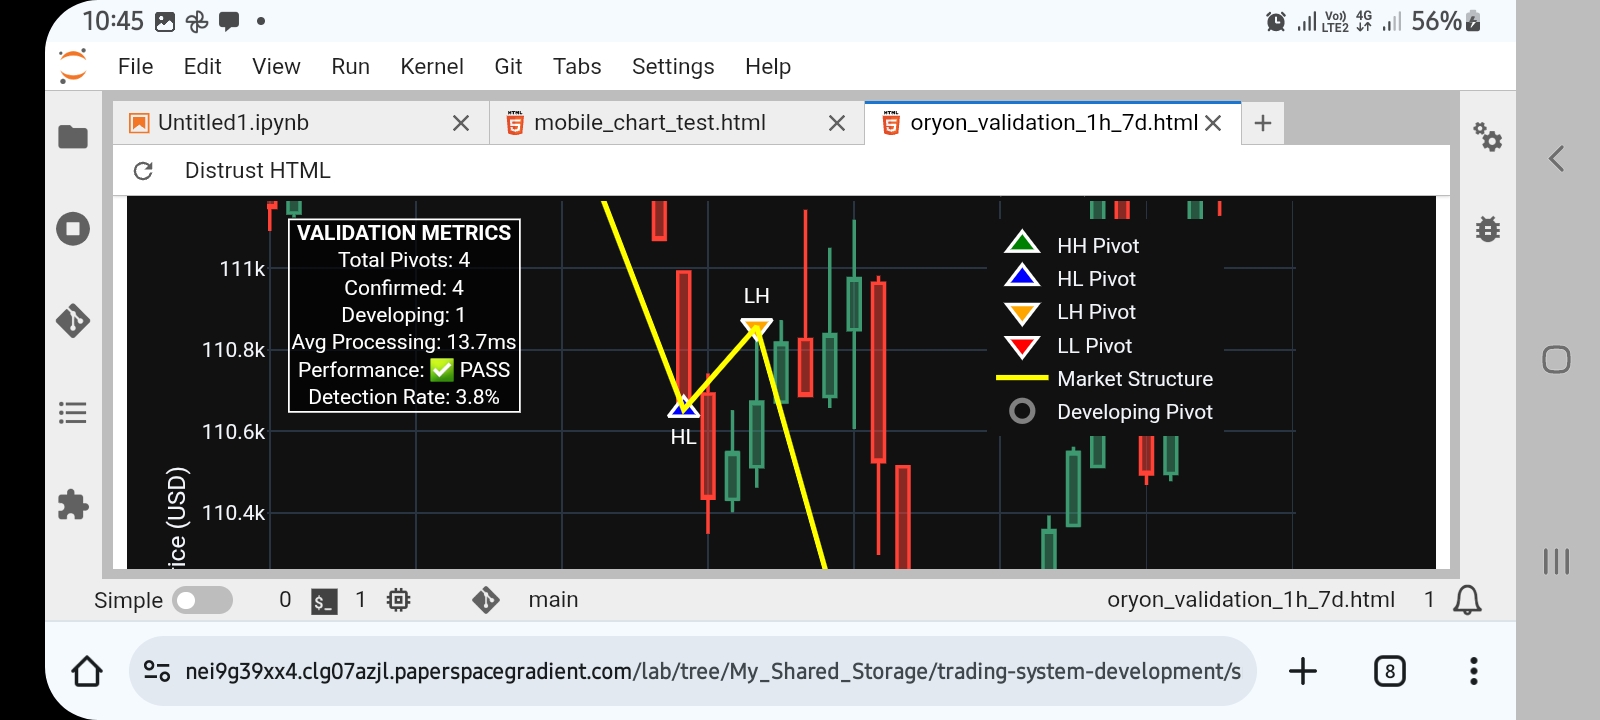 10:45
Vo)) LTE2 4G 56%
File Edit View Run Kernel Git Tabs Settings Help
Untitled1.ipynb mobile_chart_test.html oryon_validation_1h_7d.html
Distrust HTML
VALIDATION METRICS
Total Pivots: 4
Confirmed: 4
Developing: 1
Avg Processing: 13.7ms
Performance: ✅ PASS
Detection Rate: 3.8%
111k
110.8k
110.6k
110.4k
ice (USD)
LH
HL
HH Pivot
HL Pivot
LH Pivot
LL Pivot
Market Structure
Developing Pivot
Simple 0 $_ 1 main oryon_validation_1h_7d.html 1
nei9g39xx4.clg07azjl.paperspacegradient.com/lab/tree/My_Shared_Storage/trading-system-development/s
8